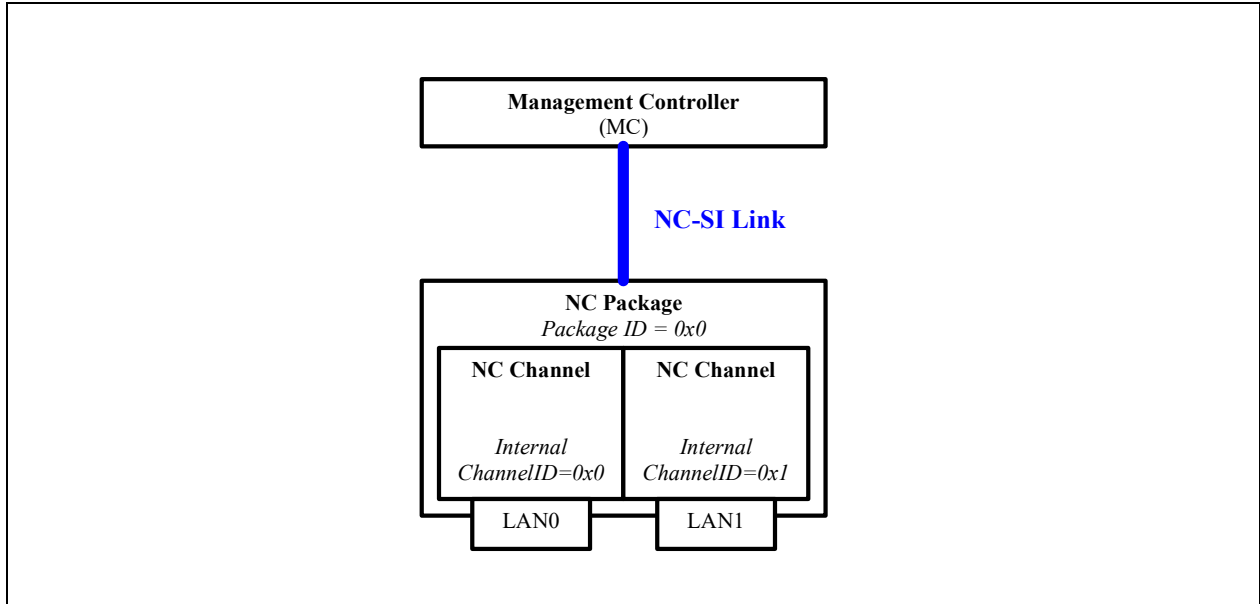 Management Controller
(MC)
NC-SI Link
NC Package
Package ID = 0x0
NC Channel
NC Channel
Internal
ChannelID=0x0
Internal
ChannelID=0x1
LAN0
LAN1